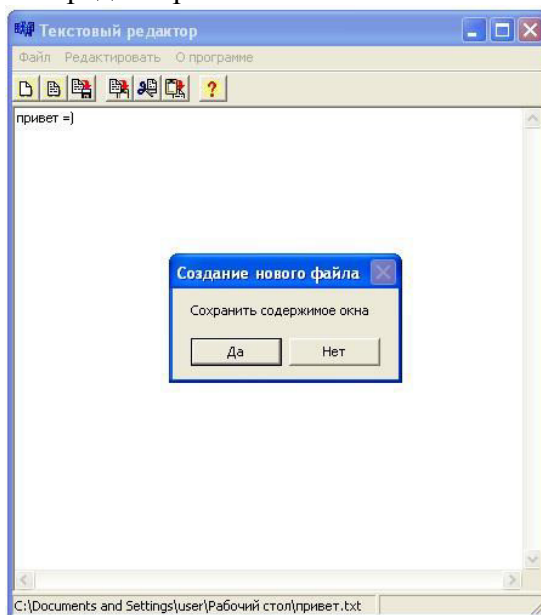 Текстовый редактор
Файл Редактировать О программе
?
привет =)
Создание нового файла
Сохранить содержимое окна
Да Нет
C:\Documents and Settings\user\Рабочий стол\привет.txt